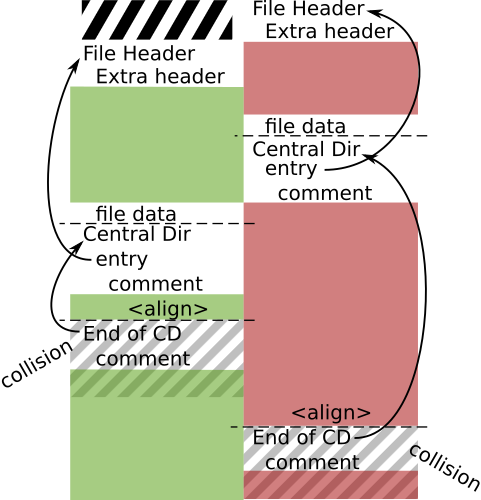 File Header
Extra header
file data
Central Dir
entry
comment
<align>
End of CD
comment
collision
File Header
Extra header
file data
Central Dir
entry
comment
<align>
End of CD
comment
collision